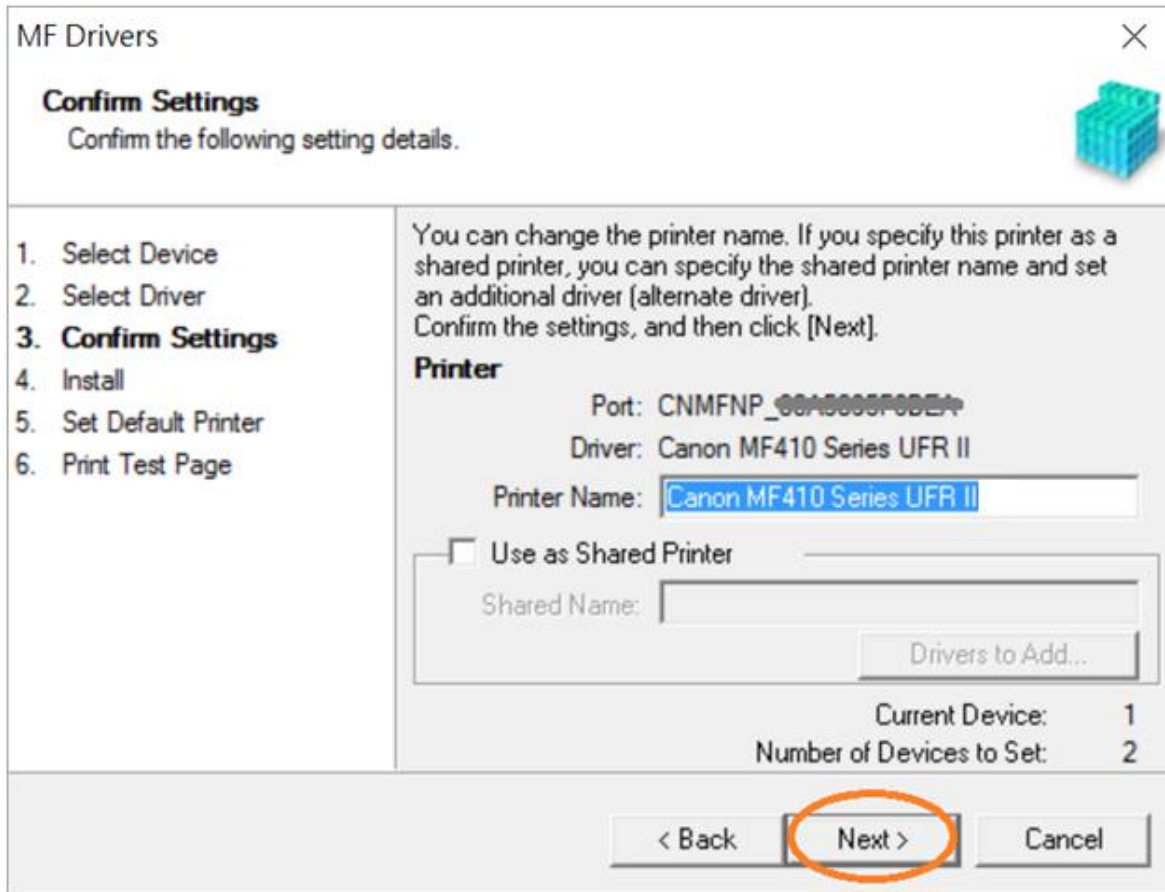 MF Drivers
Confirm Settings
Confirm the following setting details.
1. Select Device
2. Select Driver
3. Confirm Settings
4. Install
5. Set Default Printer
6. Print Test Page
You can change the printer name. If you specify this printer as a
shared printer, you can specify the shared printer name and set
an additional driver (alternate driver).
Confirm the settings, and then click [Next].
Printer
Port: CNMFNP_
Driver: Canon MF410 Series UFR II
Printer Name: Canon MF410 Series UFR II
Use as Shared Printer
Shared Name:
Drivers to Add...
Current Device: 1
Number of Devices to Set: 2
< Back Next > Cancel